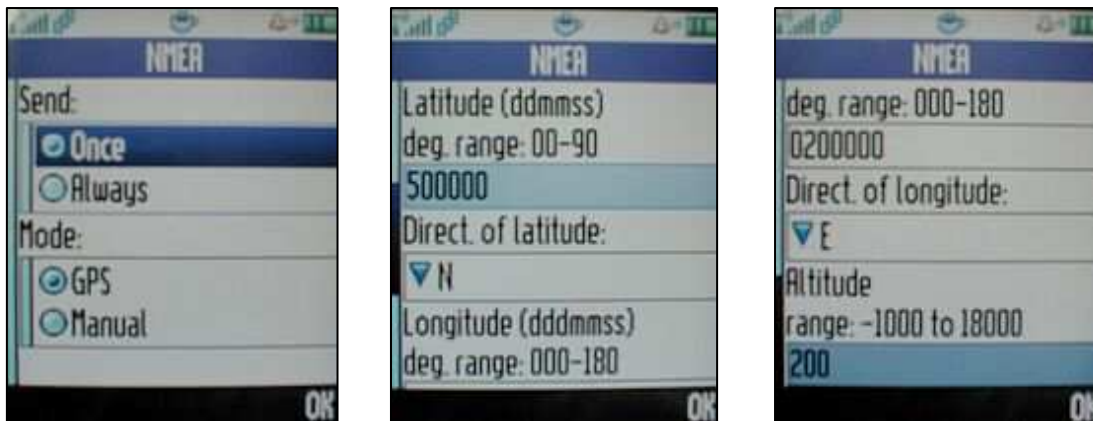 NMEA
Send:
Once
Always
Mode:
GPS
Manual
OK
NMEA
Latitude (ddmmss)
deg. range: 00-90
500000
Direct. of latitude:
N
Longitude (dddmmss)
deg. range: 000-180
OK
NMEA
deg. range: 000-180
0200000
Direct. of longitude:
E
Altitude
range: -1000 to 18000
200
OK